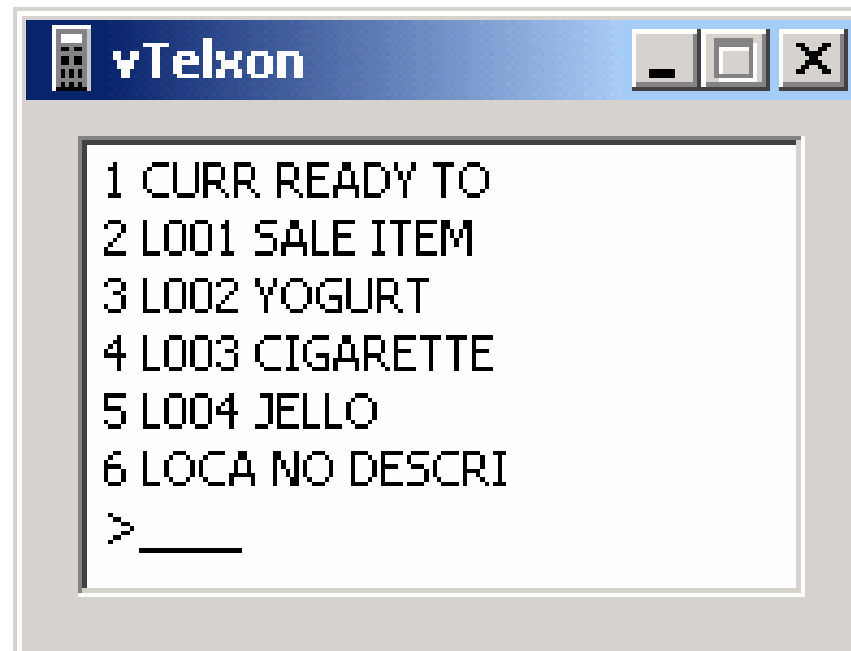 vTelxon
1 CURR READY TO
2 L001 SALE ITEM
3 L002 YOGURT
4 L003 CIGARETTE
5 L004 JELLO
6 LOCA NO DESCRI
>____